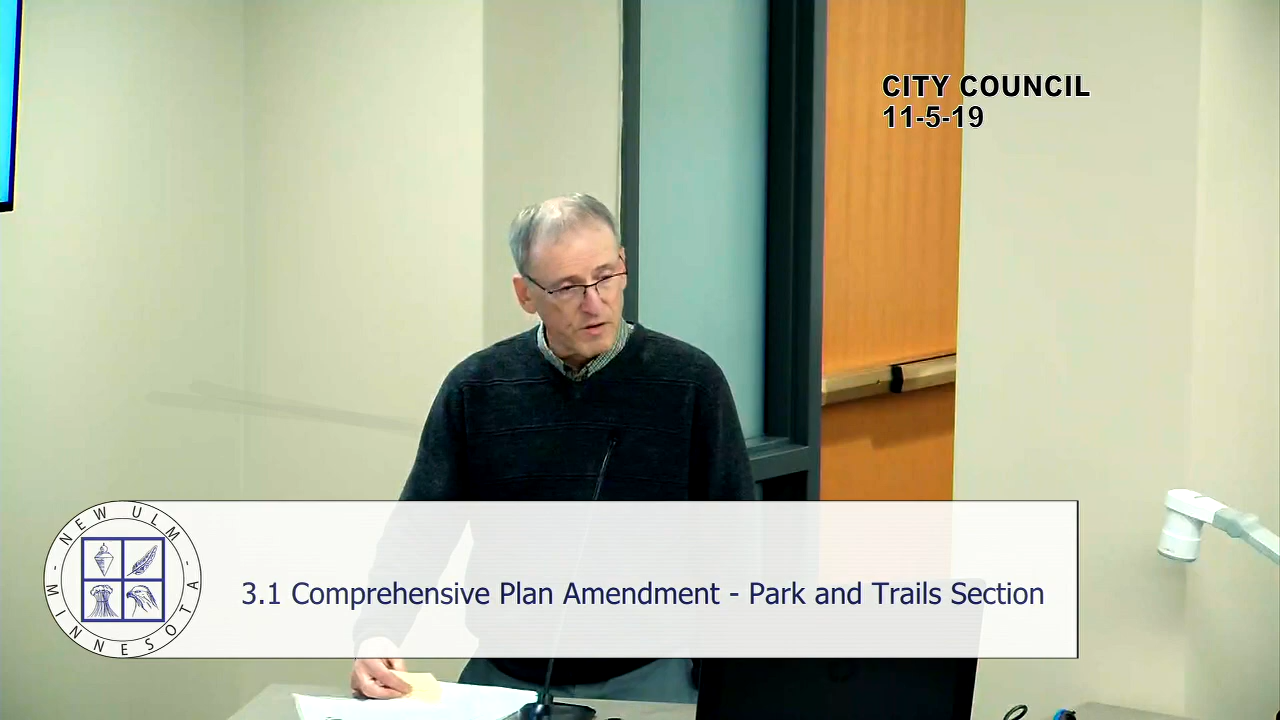 CITY COUNCIL
11-5-19
NEW ULM
MINNESOTA
3.1 Comprehensive Plan Amendment - Park and Trails Section